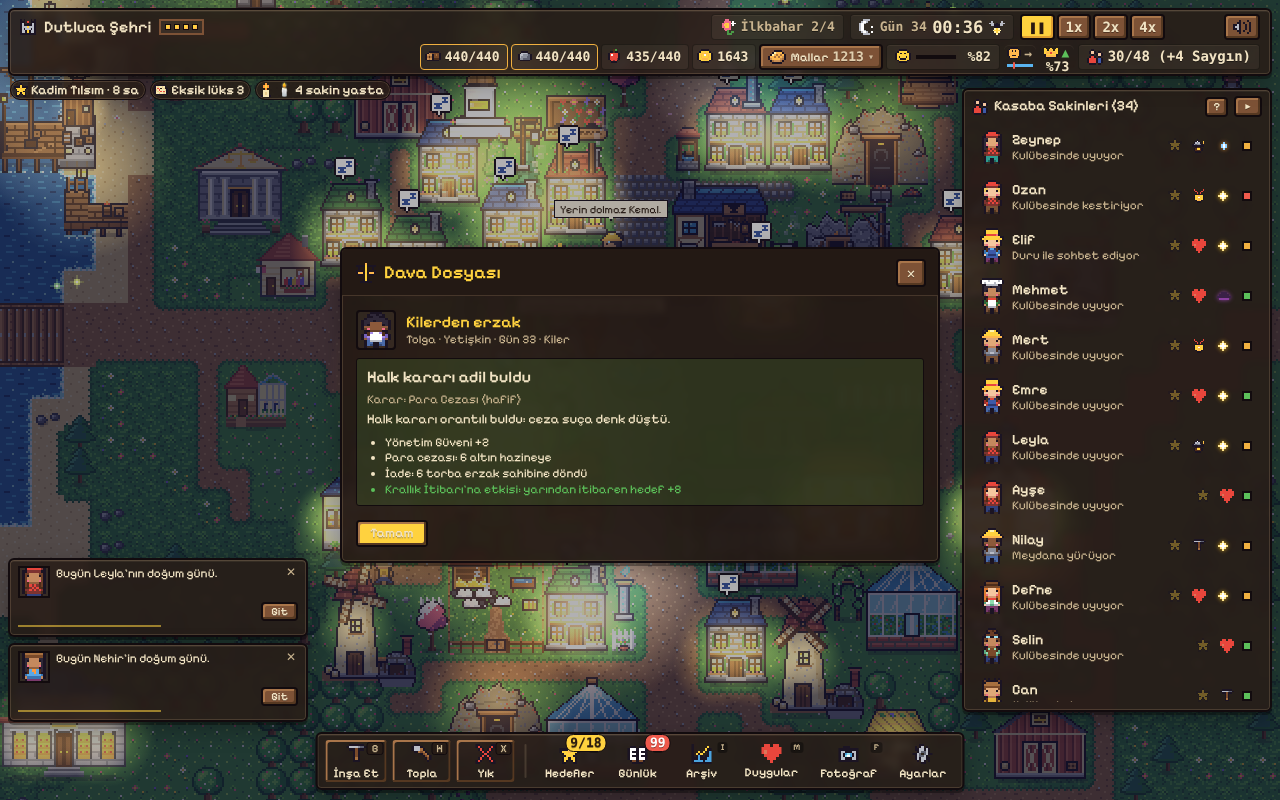 Dutluca Şehri
İlkbahar 2/4
Gün 34 00:36
1x
2x
4x
440/440
440/440
435/440
1643
Mallar 1213
%82
%73
30/48 (+4 Saygın)
Kadim Tılsım · 8 sa
Eksik lüks 3
4 sakin yasta
Yerin dolmaz Kemal.
Dava Dosyası
×
Kilerden erzak
Tolga · Yetişkin · Gün 33 · Kiler
Halk kararı adil buldu
Karar: Para Cezası (hafif)
Halk kararı orantılı buldu: ceza suça denk düştü.
• Yönetim Güveni +2
• Para cezası: 6 altın hazineye
• İade: 6 torba erzak sahibine döndü
• Krallık İtibarı'na etkisi: yarından itibaren hedef +8
Tamam
Kasaba Sakinleri (34)
?
Zeynep
Kulübesinde uyuyor
Ozan
Kulübesinde kestiriyor
Elif
Duru ile sohbet ediyor
Mehmet
Kulübesinde uyuyor
Mert
Kulübesinde uyuyor
Emre
Kulübesinde uyuyor
Leyla
Kulübesinde uyuyor
Ayşe
Kulübesinde uyuyor
Nilay
Meydana yürüyor
Defne
Kulübesinde uyuyor
Selin
Kulübesinde uyuyor
Can
Bugün Leyla'nın doğum günü.
×
Git
Bugün Nehir'in doğum günü.
×
Git
B
İnşa Et
H
Topla
X
Yık
9/18
Hedefler
99
Günlük
I
Arşiv
M
Duygular
F
Fotoğraf
Ayarlar